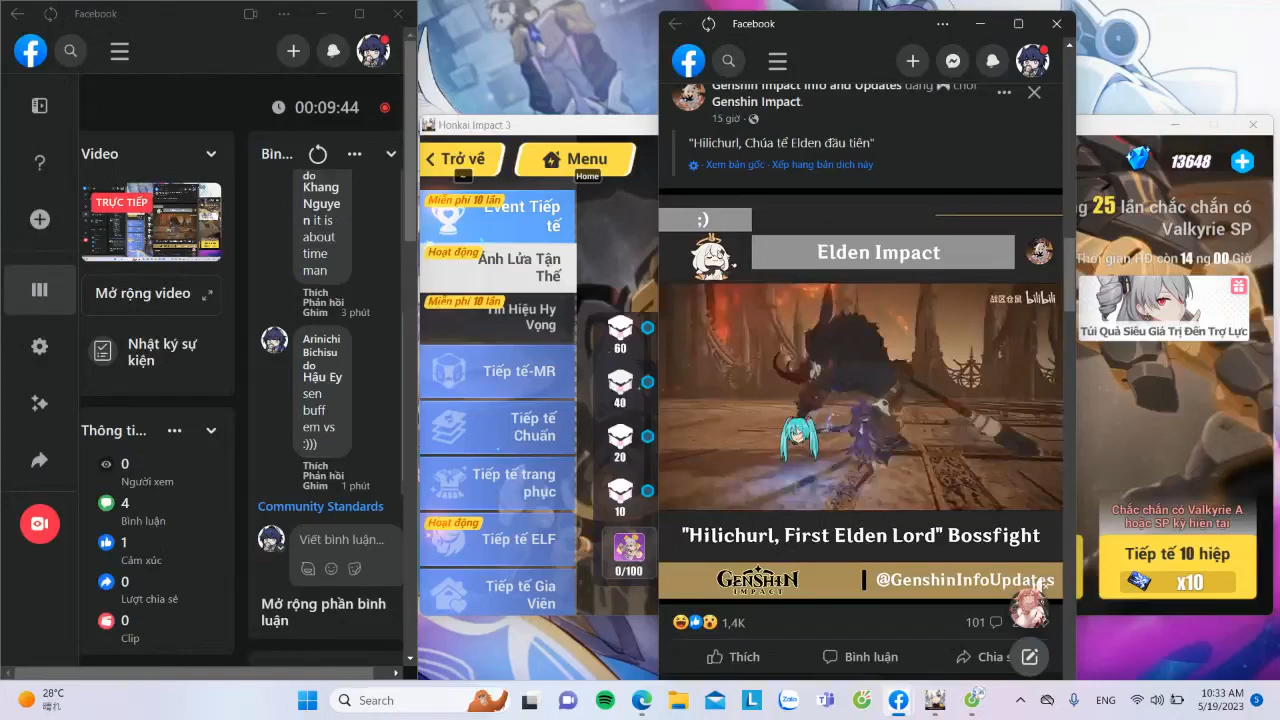 Facebook
00:09:44
Video
TRỰC TIẾP
Mở rộng video
Nhật ký sự
kiện
Thông ti...
0
Người xem
4
Bình luận
1
Cảm xúc
0
Lượt chia sẻ
0
Clip
Bìn...
do
Khang
Nguye
n it is
about
time
man
Thích
Phản hồi
Ghim
3 phút
Arinichi
Bichisu
do
Hậu Ey
sen
buff
em vs
:)))
Thích
Phản hồi
Ghim
1 phút
Community Standards
Viết bình luận...
Mở rộng phần bình
luận
Honkai Impact 3
Trở về
Menu
~
Home
Miễn phí 10 lần
Event Tiếp
tế
Hoạt động
Ánh Lửa Tận
Thế
Miễn phí 10 lần
Tín Hiệu Hy
Vọng
Tiếp tế-MR
Tiếp tế
Chuẩn
Tiếp tế trang
phục
Hoạt động
Tiếp tế ELF
Tiếp tế Gia
Viên
60
40
20
10
0/100
Facebook
Genshin Impact Info and Updates đang chơi
Genshin Impact.
15 giờ ·
"Hilichurl, Chúa tể Elden đầu tiên"
· Xem bản gốc · Xếp hạng bản dịch này
;)
Elden Impact
bilibili
"Hilichurl, First Elden Lord" Bossfight
GENSHIN
IMPACT
@GenshinInfoUpdates
1,4K
101
Thích
Bình luận
Chia s
13648
g 25 lần chắc chắn có
Valkyrie SP
Thời gian HĐ còn 14 ng 00 Giờ
Túi Quà Siêu Giá Trị Đến Trợ Lực
Chắc chắn có Valkyrie A
hoặc SP kỳ hiện tại
Tiếp tế 10 hiệp
x10
28°C
晴れ
Search
ENG
10:33 AM
5/19/2023
5